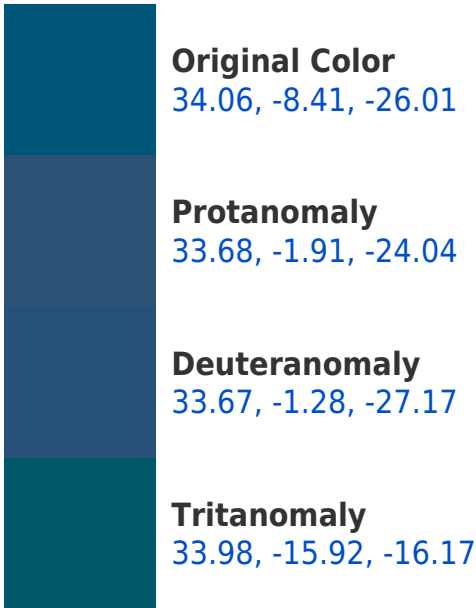 Original Color
34.06, -8.41, -26.01
Protanomaly
33.68, -1.91, -24.04
Deuteranomaly
33.67, -1.28, -27.17
Tritanomaly
33.98, -15.92, -16.17